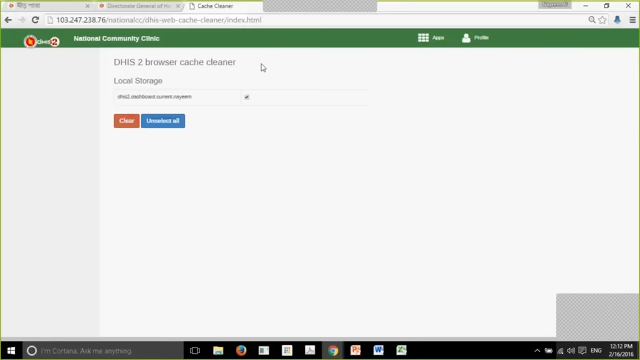 Directorate General of He
Cache Cleaner
103.247.238.76/nationalcc/dhis-web-cache-cleaner/index.html
dhis2
National Community Clinic
Apps
Profile
DHIS 2 browser cache cleaner
Local Storage
dhis2.dashboard.current.nayeem
Clear
Unselect all
I'm Cortana. Ask me anything.
ENG
12:12 PM
2/16/2016